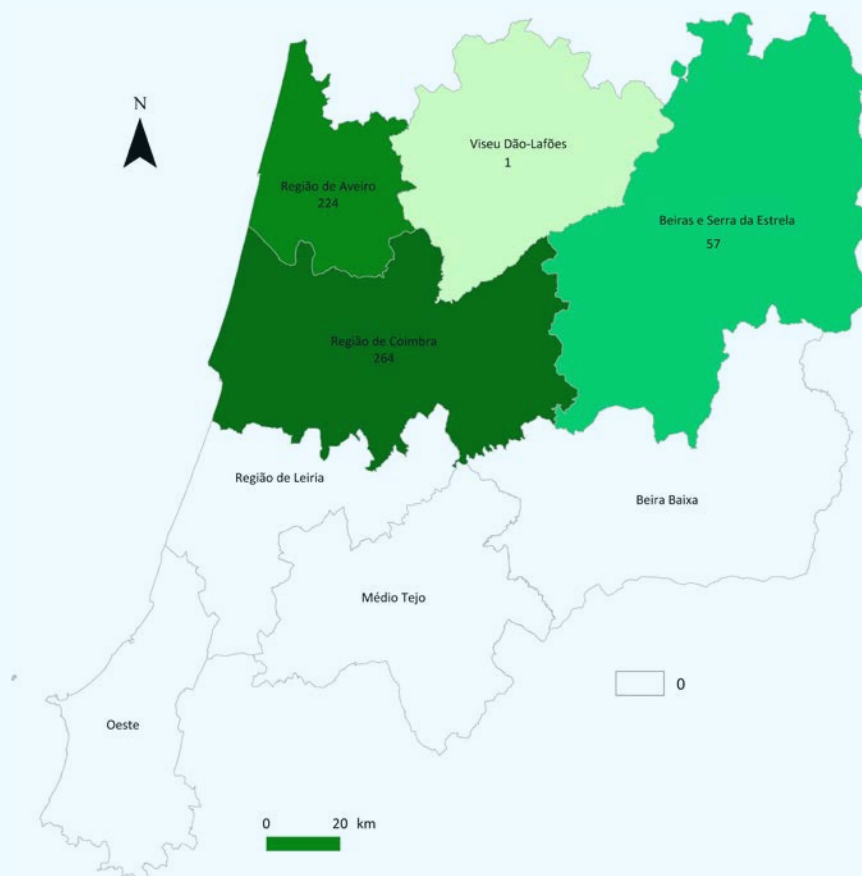 N
Viseu Dão-Lafões
1
Região de Aveiro
224
Beiras e Serra da Estrela
57
Região de Coimbra
264
Região de Leiria
Beira Baixa
Médio Tejo
0
Oeste
0 20 km